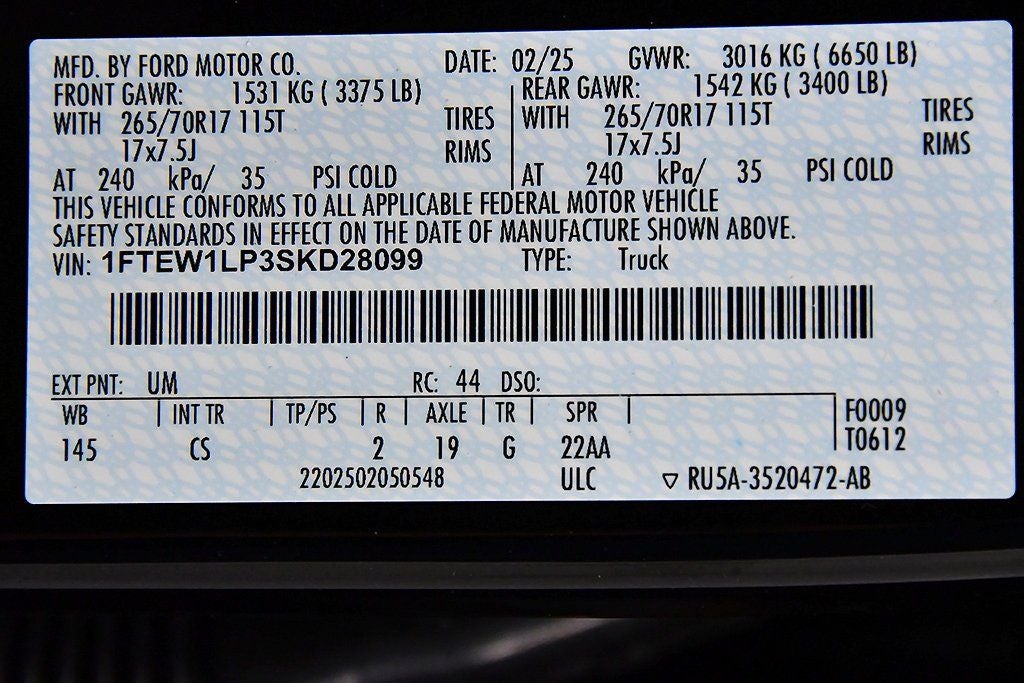 MFD. BY FORD MOTOR CO. DATE: 02/25 GVWR: 3016 KG ( 6650 LB)
FRONT GAWR: 1531 KG ( 3375 LB) REAR GAWR: 1542 KG ( 3400 LB)
WITH 265/70R17 115T TIRES WITH 265/70R17 115T TIRES
17x7.5J RIMS 17x7.5J RIMS
AT 240 kPa/ 35 PSI COLD AT 240 kPa/ 35 PSI COLD
THIS VEHICLE CONFORMS TO ALL APPLICABLE FEDERAL MOTOR VEHICLE
SAFETY STANDARDS IN EFFECT ON THE DATE OF MANUFACTURE SHOWN ABOVE.
VIN: 1FTEW1LP3SKD28099 TYPE: Truck
EXT PNT: UM RC: 44 DSO:
WB | INT TR | TP/PS | R | AXLE | TR | SPR | F0009
145 CS 2 19 G 22AA T0612
2202502050548 ULC ▽ RU5A-3520472-AB